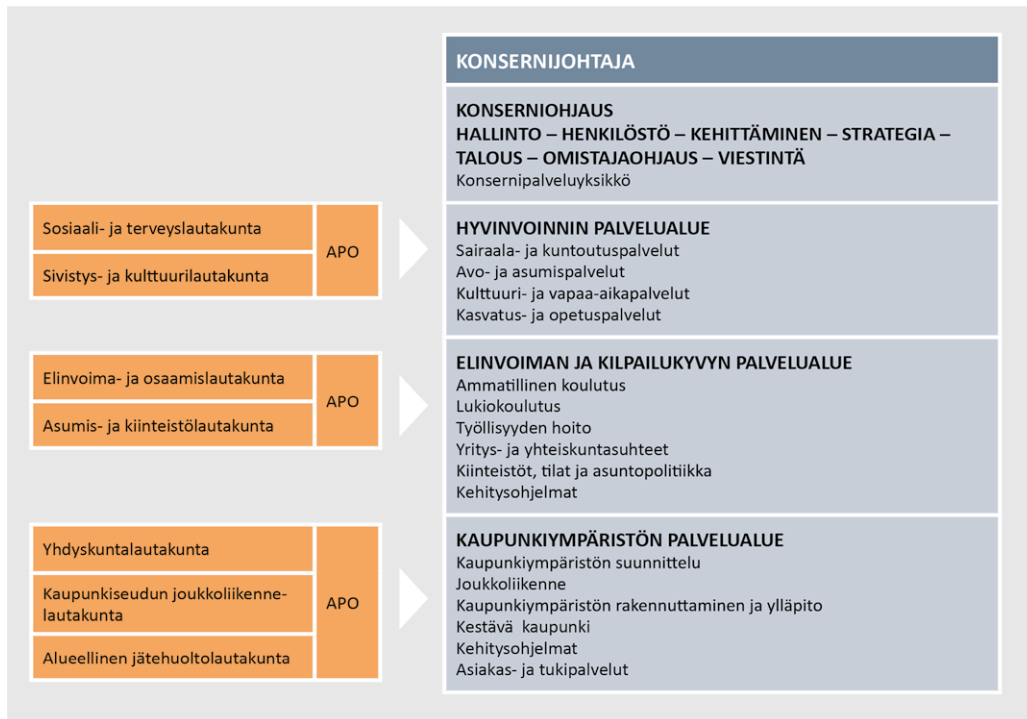 KONSERNIJOHTAJA
KONSERNIOHJAUS
HALLINTO – HENKILÖSTÖ – KEHITTÄMINEN – STRATEGIA –
TALOUS – OMISTAJAOHJAUS – VIESTINTÄ
Konsernipalveluyksikkö
Sosiaali- ja terveyslautakunta
Sivistys- ja kulttuurilautakunta
APO
HYVINVOINNIN PALVELUALUE
Sairaala- ja kuntoutuspalvelut
Avo- ja asumispalvelut
Kulttuuri- ja vapaa-aikapalvelut
Kasvatus- ja opetuspalvelut
Elinvoima- ja osaamislautakunta
Asumis- ja kiinteistölautakunta
APO
ELINVOIMAN JA KILPAILUKYVYN PALVELUALUE
Ammatillinen koulutus
Lukiokoulutus
Työllisyyden hoito
Yritys- ja yhteiskuntasuhteet
Kiinteistöt, tilat ja asuntopolitiikka
Kehitysohjelmat
Yhdyskuntalautakunta
Kaupunkiseudun joukkoliikenne-
lautakunta
Alueellinen jätehuoltolautakunta
APO
KAUPUNKIYMPÄRISTÖN PALVELUALUE
Kaupunkiympäristön suunnittelu
Joukkoliikenne
Kaupunkiympäristön rakennuttaminen ja ylläpito
Kestävä kaupunki
Kehitysohjelmat
Asiakas- ja tukipalvelut